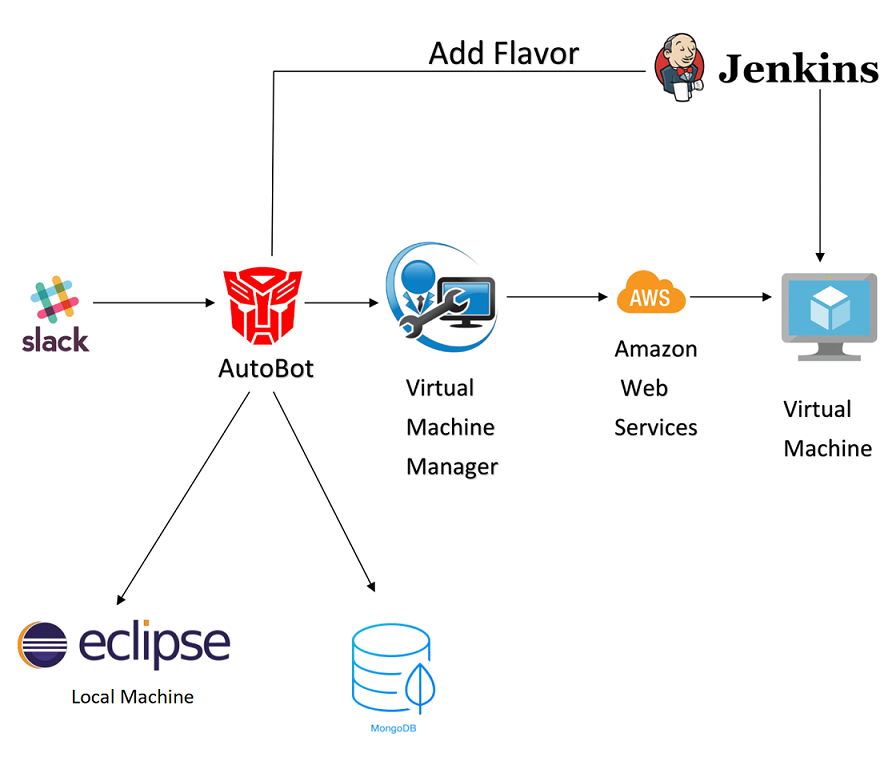 Add Flavor
Jenkins
slack
AutoBot
Virtual
Machine
Manager
AWS
Amazon
Web
Services
Virtual
Machine
eclipse
Local Machine
MongoDB